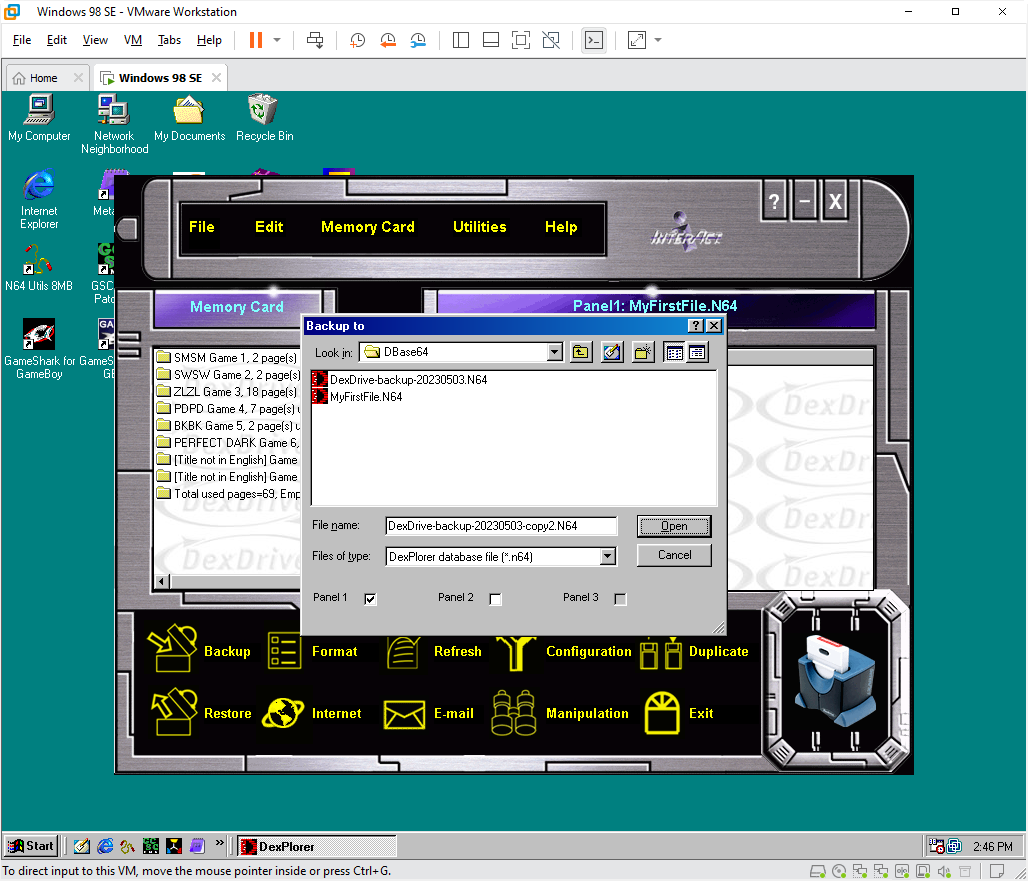 Windows 98 SE - VMware Workstation
File Edit View VM Tabs Help
Home
Windows 98 SE
My Computer
Network Neighborhood
My Documents
Recycle Bin
Internet Explorer
Meta
N64 Utils 8MB
GSC
Patc
GameShark for GameBoy
GameS
GB
File Edit Memory Card Utilities Help
? – X
INTERACT
Memory Card
Panel1: MyFirstFile.N64
SMSM Game 1, 2 page(s)
SWSW Game 2, 2 page(s)
ZLZL Game 3, 18 page(s)
PDPD Game 4, 7 page(s) u
BKBK Game 5, 2 page(s) u
PERFECT DARK Game 6,
[Title not in English] Game
[Title not in English] Game
Total used pages=69, Emp
DexDrive
DexDrive
DexDr
DexDr
DexDr
DexDr
Backup to
Look in: DBase64
DexDrive-backup-20230503.N64
MyFirstFile.N64
File name: DexDrive-backup-20230503-copy2.N64 Open
Files of type: DexPlorer database file (*.n64) Cancel
Panel 1 Panel 2 Panel 3
Backup Format Refresh Configuration Duplicate
Restore Internet E-mail Manipulation Exit
Start
»
DexPlorer
2:46 PM
To direct input to this VM, move the mouse pointer inside or press Ctrl+G.